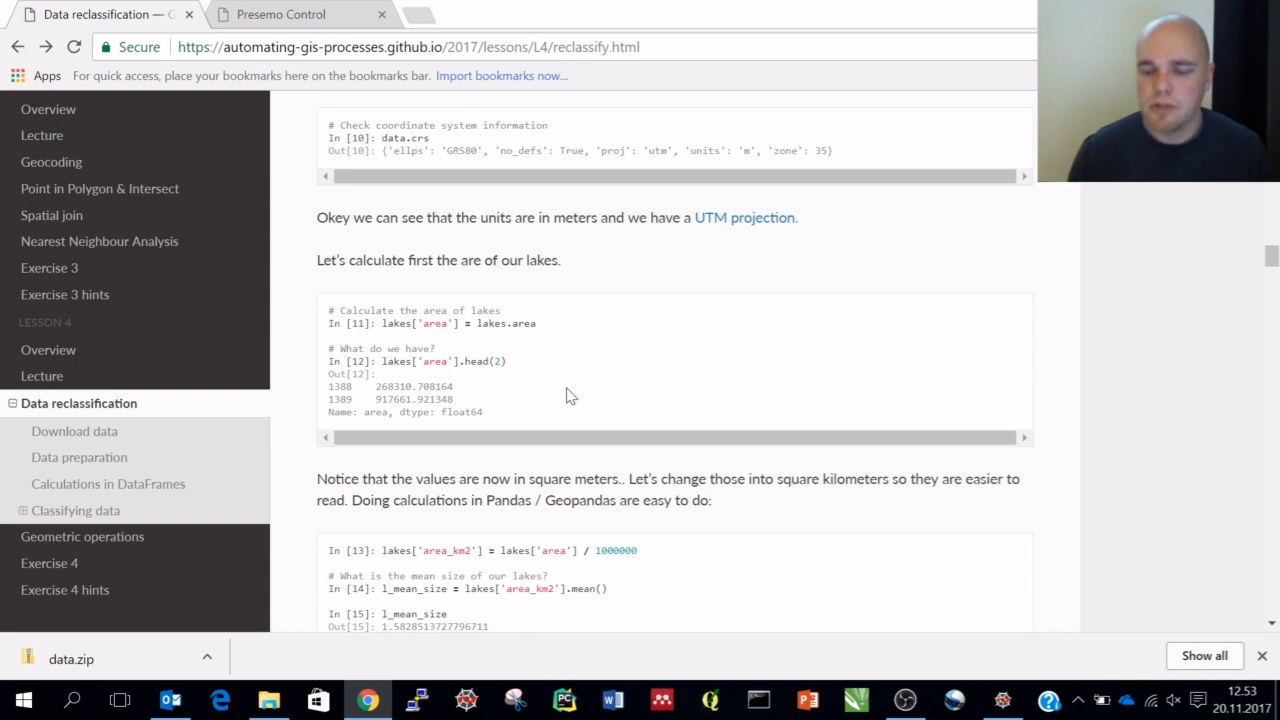 Data reclassification — G
Presemo Control
Secure
https://automating-gis-processes.github.io/2017/lessons/L4/reclassify.html
Apps
For quick access, place your bookmarks here on the bookmarks bar. Import bookmarks now...
Overview
Lecture
Geocoding
Point in Polygon & Intersect
Spatial join
Nearest Neighbour Analysis
Exercise 3
Exercise 3 hints
LESSON 4
Overview
Lecture
Data reclassification
Download data
Data preparation
Calculations in DataFrames
Classifying data
Geometric operations
Exercise 4
Exercise 4 hints
# Check coordinate system information
In [10]: data.crs
Out[10]: {'ellps': 'GRS80', 'no_defs': True, 'proj': 'utm', 'units': 'm', 'zone': 35}
Okey we can see that the units are in meters and we have a UTM projection.
Let's calculate first the are of our lakes.
# Calculate the area of lakes
In [11]: lakes['area'] = lakes.area
# What do we have?
In [12]: lakes['area'].head(2)
Out[12]:
1388    268310.708164
1389    917661.921348
Name: area, dtype: float64
Notice that the values are now in square meters.. Let's change those into square kilometers so they are easier to
read. Doing calculations in Pandas / Geopandas are easy to do:
In [13]: lakes['area_km2'] = lakes['area'] / 1000000
# What is the mean size of our lakes?
In [14]: l_mean_size = lakes['area_km2'].mean()
In [15]: l_mean_size
Out[15]: 1.5828513727796711
data.zip
Show all
12.53
20.11.2017